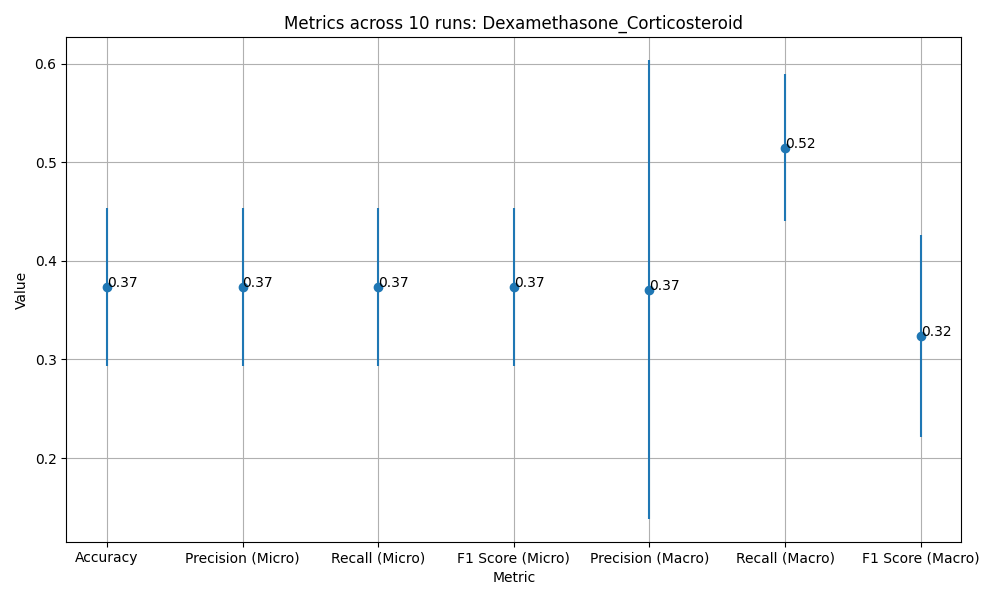 Metrics across 10 runs: Dexamethasone_Corticosteroid
Value
0.6
0.5
0.4
0.3
0.2
0.37
0.37
0.37
0.37
0.37
0.52
0.32
Accuracy
Precision (Micro)
Recall (Micro)
F1 Score (Micro)
Precision (Macro)
Recall (Macro)
F1 Score (Macro)
Metric